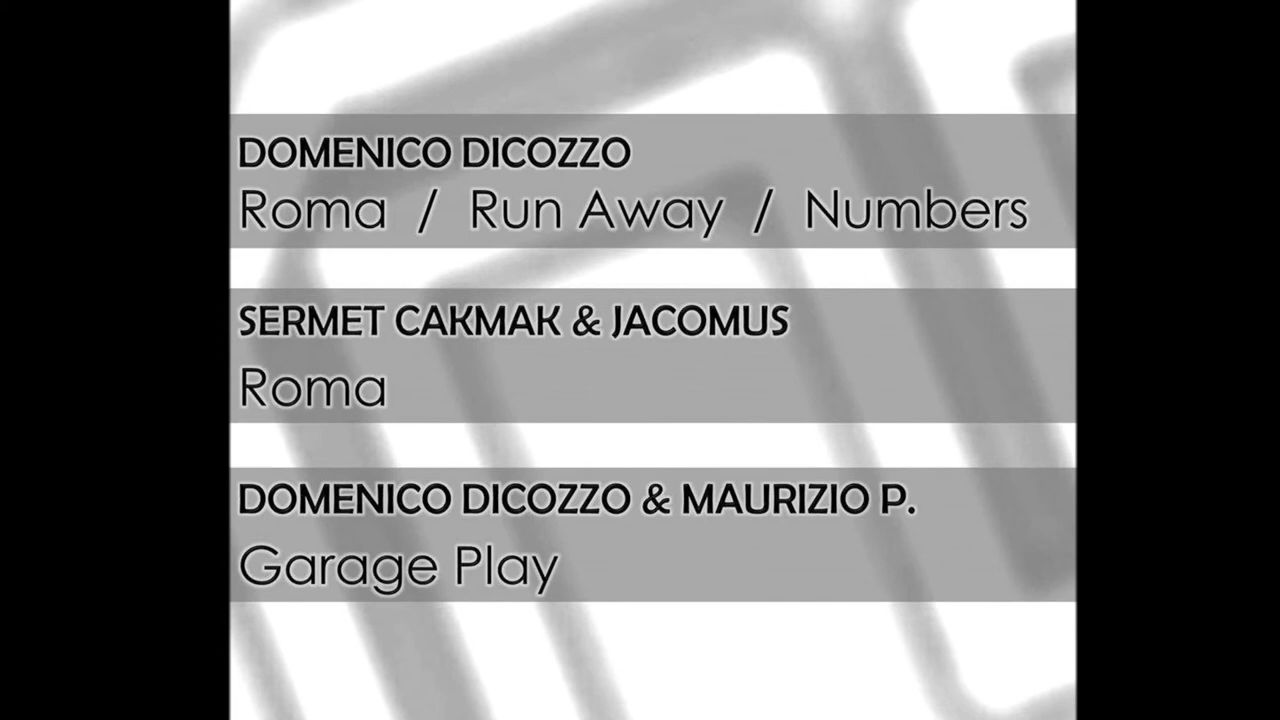 DOMENICO DICOZZO
Roma / Run Away / Numbers
SERMET CAKMAK & JACOMUS
Roma
DOMENICO DICOZZO & MAURIZIO P.
Garage Play